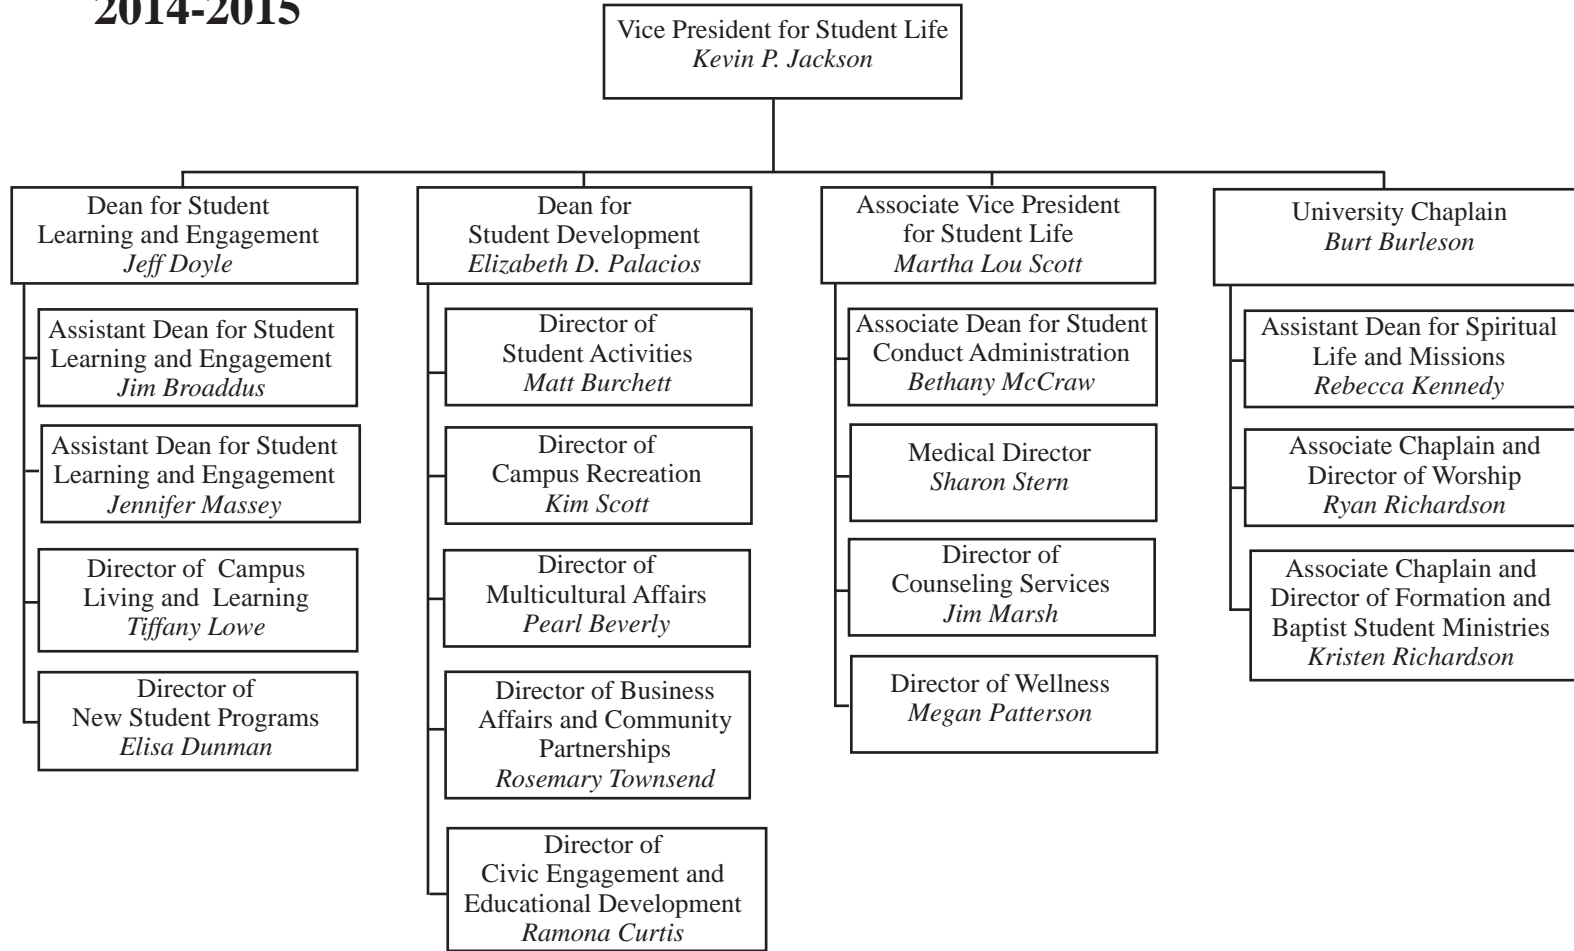 2014-2015
Vice President for Student Life
Kevin P. Jackson
Dean for Student
Learning and Engagement
Jeff Doyle
Assistant Dean for Student
Learning and Engagement
Jim Broaddus
Assistant Dean for Student
Learning and Engagement
Jennifer Massey
Director of Campus
Living and Learning
Tiffany Lowe
Director of
New Student Programs
Elisa Dunman
Dean for
Student Development
Elizabeth D. Palacios
Director of
Student Activities
Matt Burchett
Director of
Campus Recreation
Kim Scott
Director of
Multicultural Affairs
Pearl Beverly
Director of Business
Affairs and Community
Partnerships
Rosemary Townsend
Director of
Civic Engagement and
Educational Development
Ramona Curtis
Associate Vice President
for Student Life
Martha Lou Scott
Associate Dean for Student
Conduct Administration
Bethany McCraw
Medical Director
Sharon Stern
Director of
Counseling Services
Jim Marsh
Director of Wellness
Megan Patterson
University Chaplain
Burt Burleson
Assistant Dean for Spiritual
Life and Missions
Rebecca Kennedy
Associate Chaplain and
Director of Worship
Ryan Richardson
Associate Chaplain and
Director of Formation and
Baptist Student Ministries
Kristen Richardson